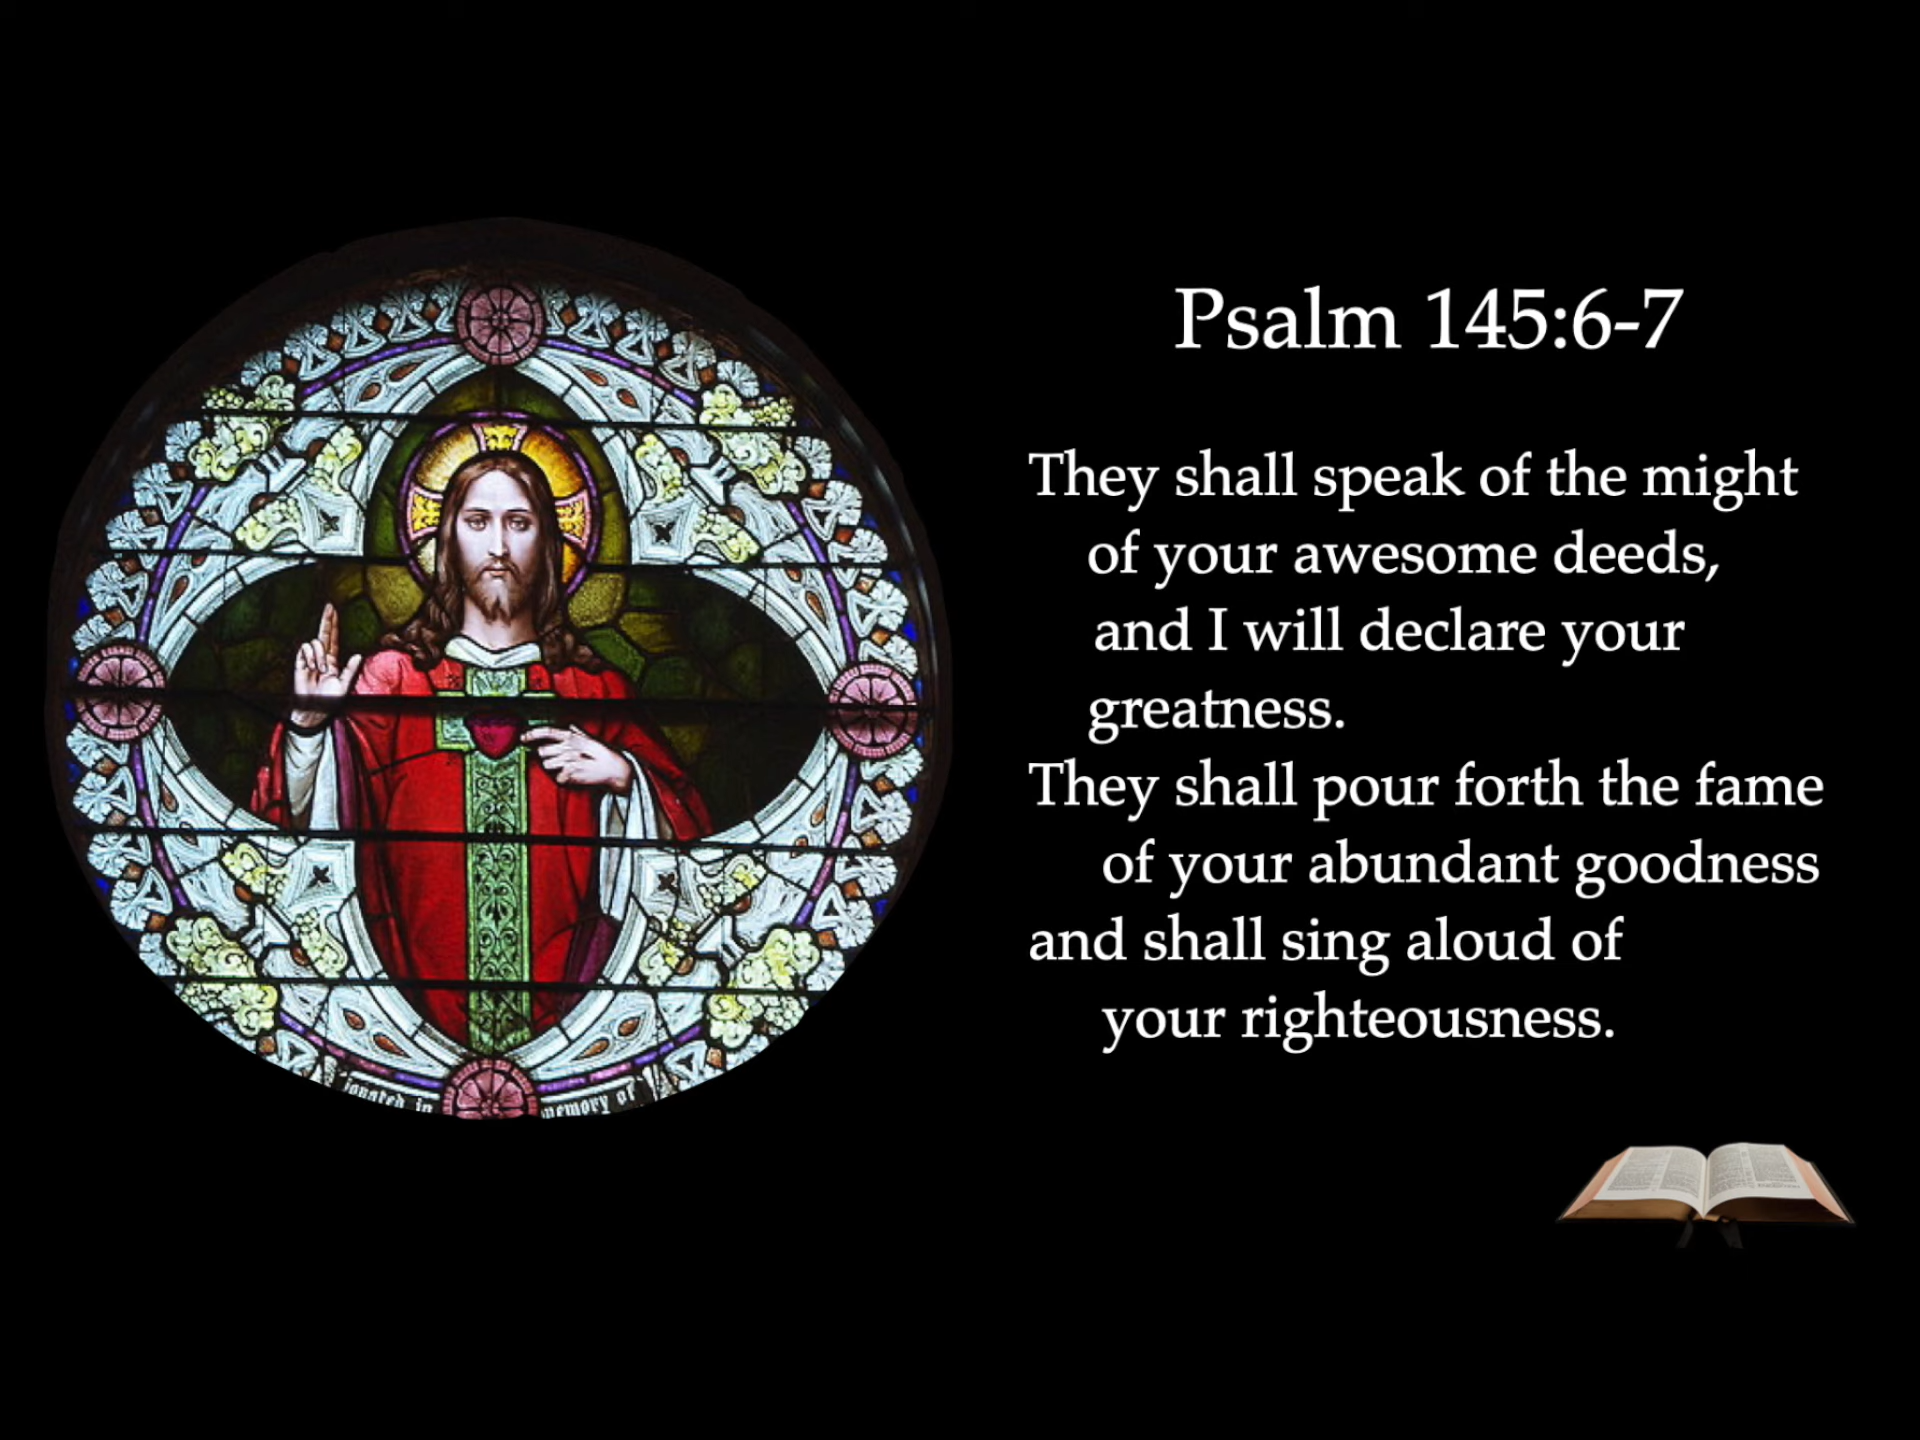 Psalm 145:6-7
They shall speak of the might
of your awesome deeds,
and I will declare your
greatness.
They shall pour forth the fame
of your abundant goodness
and shall sing aloud of
your righteousness.
in
memory of